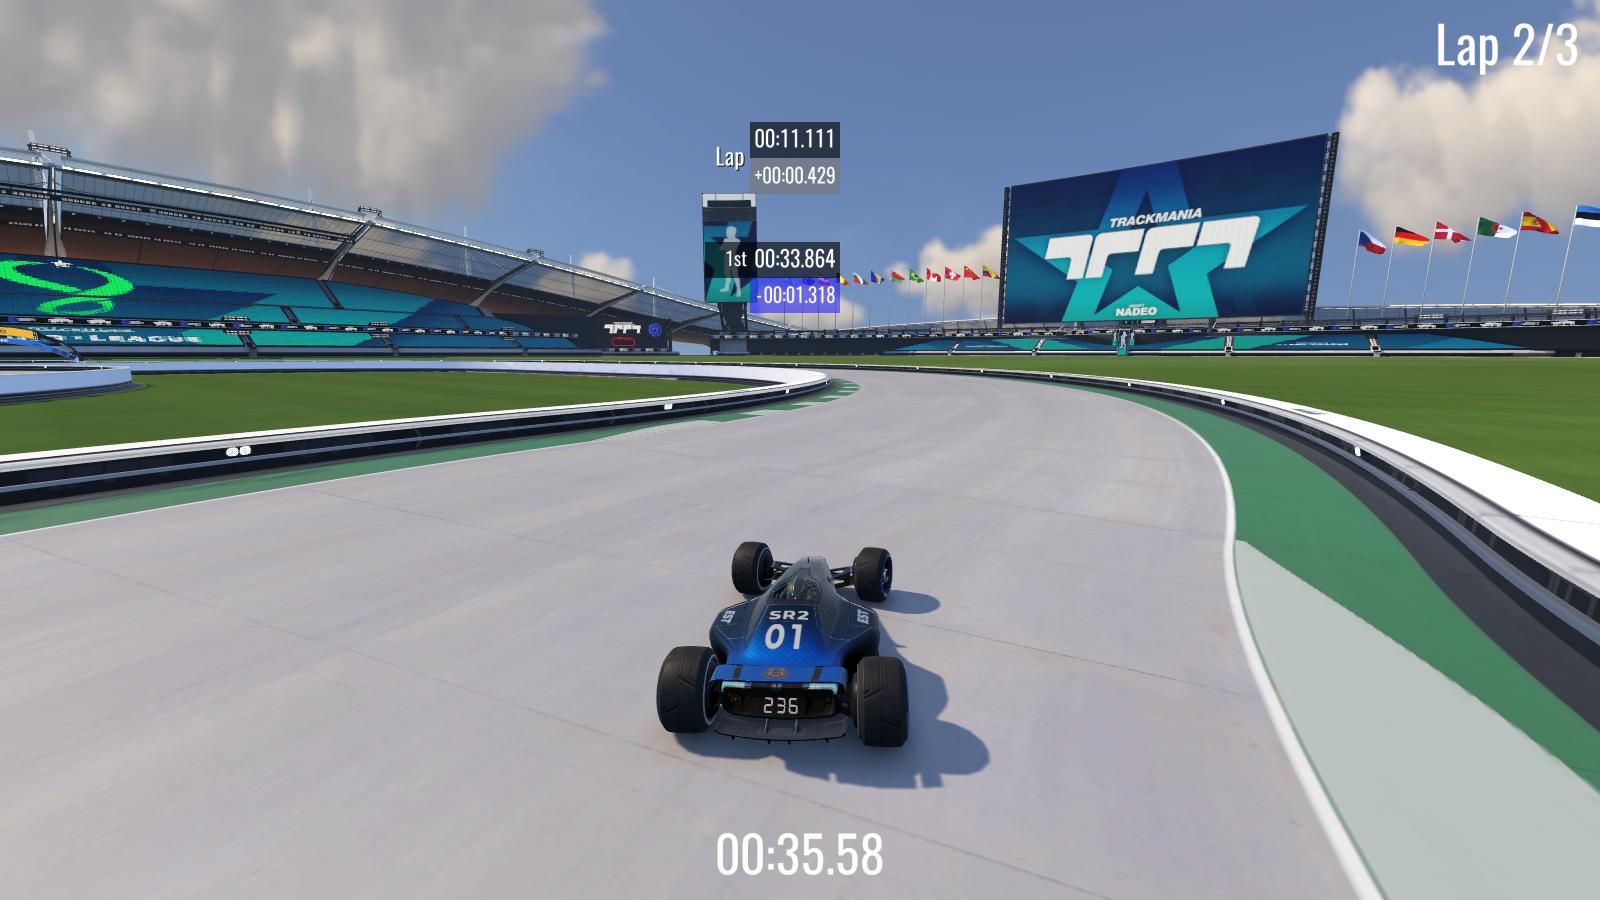 Lap 2/3
00:11.111
Lap
+00:00.429
1st 00:33.864
-00:01.318
TRACKMANIA
NADEO
LEAGUE
EST
SR2
EST
01
236
00:35.58